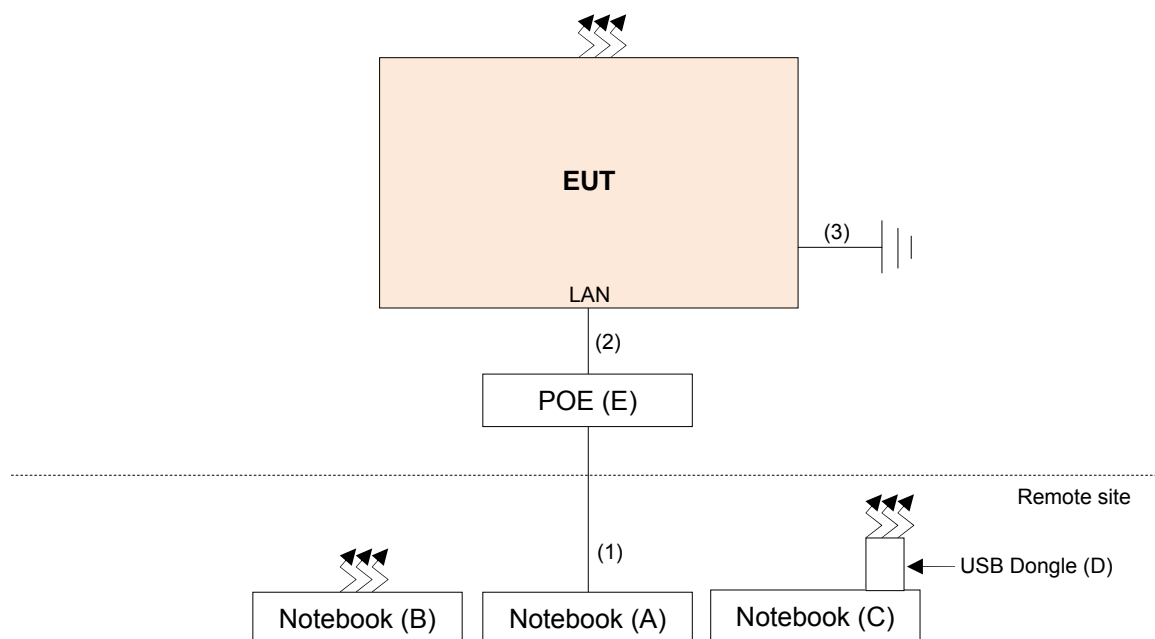 EUT
(3)
LAN
(2)
POE (E)
Remote site
(1)
USB Dongle (D)
Notebook (B)
Notebook (A)
Notebook (C)